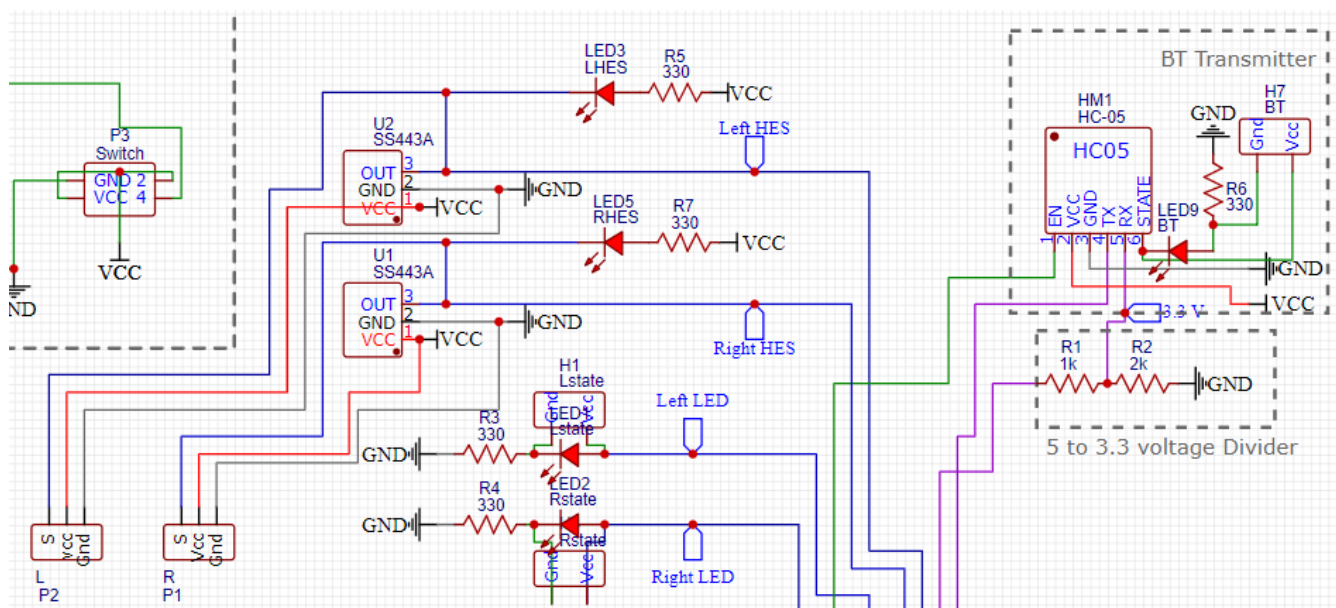 P3
Switch
GND 2
VCC 4
VCC
ND
LED3
LHES
R5
330
VCC
U2
SS443A
OUT 3
GND 2
VCC 1
GND
VCC
Left HES
LED5
RHES
R7
330
VCC
U1
SS443A
OUT 3
GND 2
VCC 1
GND
VCC
Right HES
H1
Lstate
Gnd
Vcc
Lstate
R3
330
GND
Left LED
LED2
Rstate
R4
330
GND
Rstate
Gnd
Vcc
Right LED
S
vcc
Gnd
L
P2
S
Vcc
Gnd
R
P1
BT Transmitter
HM1
HC-05
HC05
EN
VCC
GND
TX
RX
STATE
1
2
3
4
5
6
GND
H7
BT
Gnd
Vcc
R6
330
LED9
BT
GND
VCC
3.3 V
R1
1k
R2
2k
GND
5 to 3.3 voltage Divider